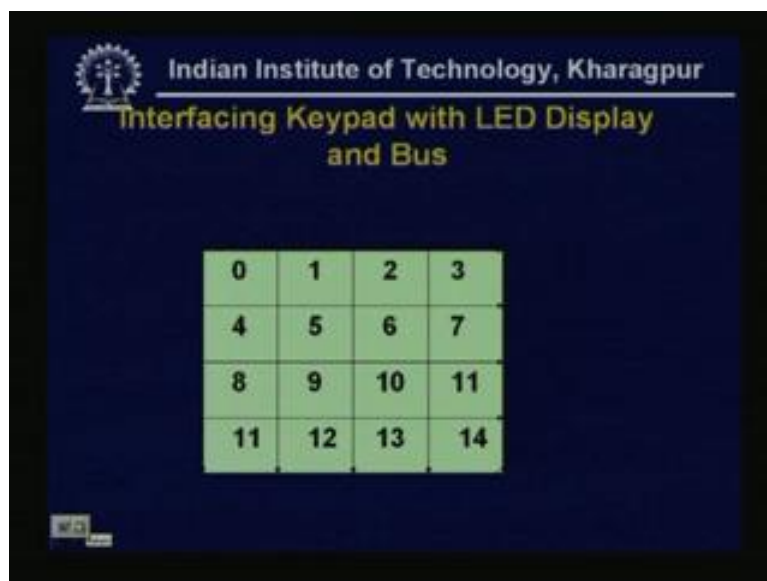 Indian Institute of Technology, Kharagpur
Interfacing Keypad with LED Display
and Bus
0 1 2 3
4 5 6 7
8 9 10 11
11 12 13 14